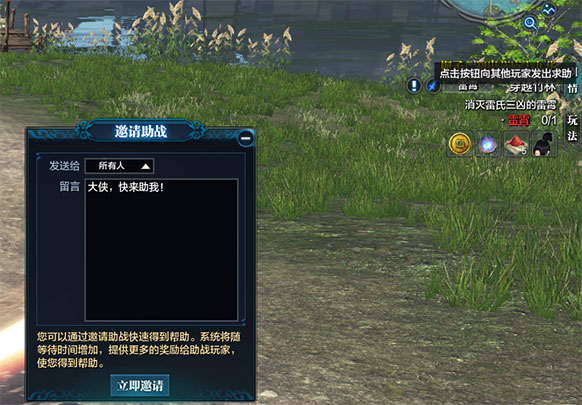 点击按钮向其他玩家发出求助
雷霄 穿越竹林
情
消灭雷氏三凶的雷霄
·雷霄 0/1
玩法
5
邀请助战
发送给 所有人
留言 大侠，快来助我！
您可以通过邀请助战快速得到帮助。系统将随
等待时间增加，提供更多的奖励给助战玩家，
使您得到帮助。
立即邀请